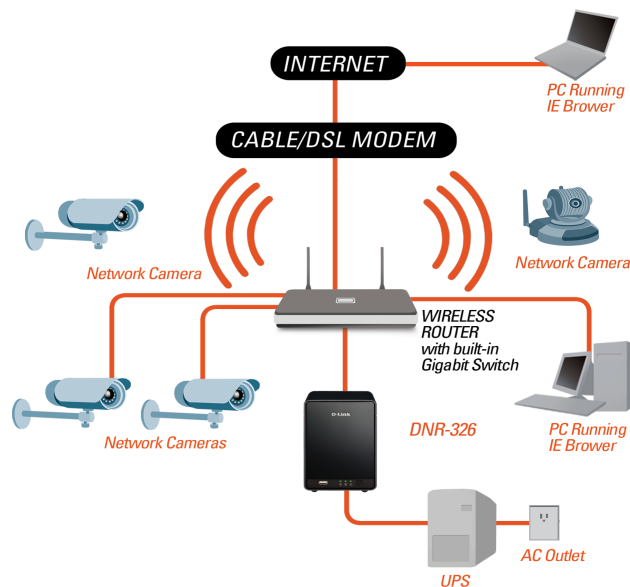 INTERNET
PC Running
IE Brower
CABLE/DSL MODEM
Network Camera
Network Camera
WIRELESS
ROUTER
with built-in
Gigabit Switch
Network Cameras
D-Link
DNR-326
PC Running
IE Brower
AC Outlet
UPS